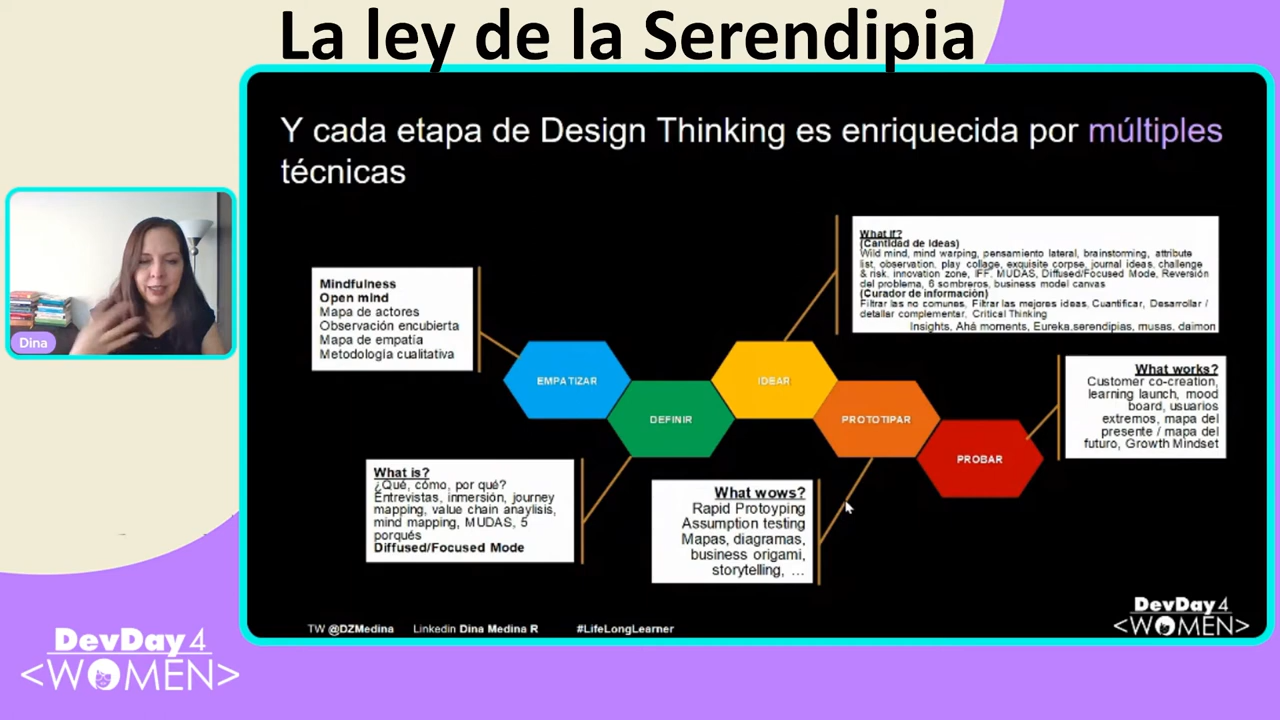 La ley de la Serendipia
Y cada etapa de Design Thinking es enriquecida por múltiples
técnicas
Dina
Mindfulness
Open mind
Mapa de actores
Observación encubierta
Mapa de empatía
Metodología cualitativa
What if?
(Cantidad de ideas)
Wild mind, mind warping, pensamiento lateral, brainstorming, attribute
list, observation, play collage, exquisite corpse, journal ideas, challenge
& risk, innovation zone, IFF. MUDAS, Diffused/Focused Mode, Reversión
del problema, 6 sombreros, business model canvas
(Curador de información)
Filtrar las no comunes, Filtrar las mejores ideas, Cuantificar, Desarrollar /
detallar complementar, Critical Thinking
Insights, Ahá moments, Eureka,serendipias, musas, daimon
EMPATIZAR
DEFINIR
IDEAR
PROTOTIPAR
PROBAR
What works?
Customer co-creation,
learning launch, mood
board, usuarios
extremos, mapa del
presente / mapa del
futuro, Growth Mindset
What is?
¿Qué, cómo, por qué?
Entrevistas, inmersión, journey
mapping, value chain anaylisis,
mind mapping, MUDAS, 5
porqués
Diffused/Focused Mode
What wows?
Rapid Protoyping
Assumption testing
Mapas, diagramas,
business origami,
storytelling, ...
TW @DZMedina Linkedin Dina Medina R #LifeLongLearner
DevDay 4
<WOMEN>
DevDay 4
<WOMEN>